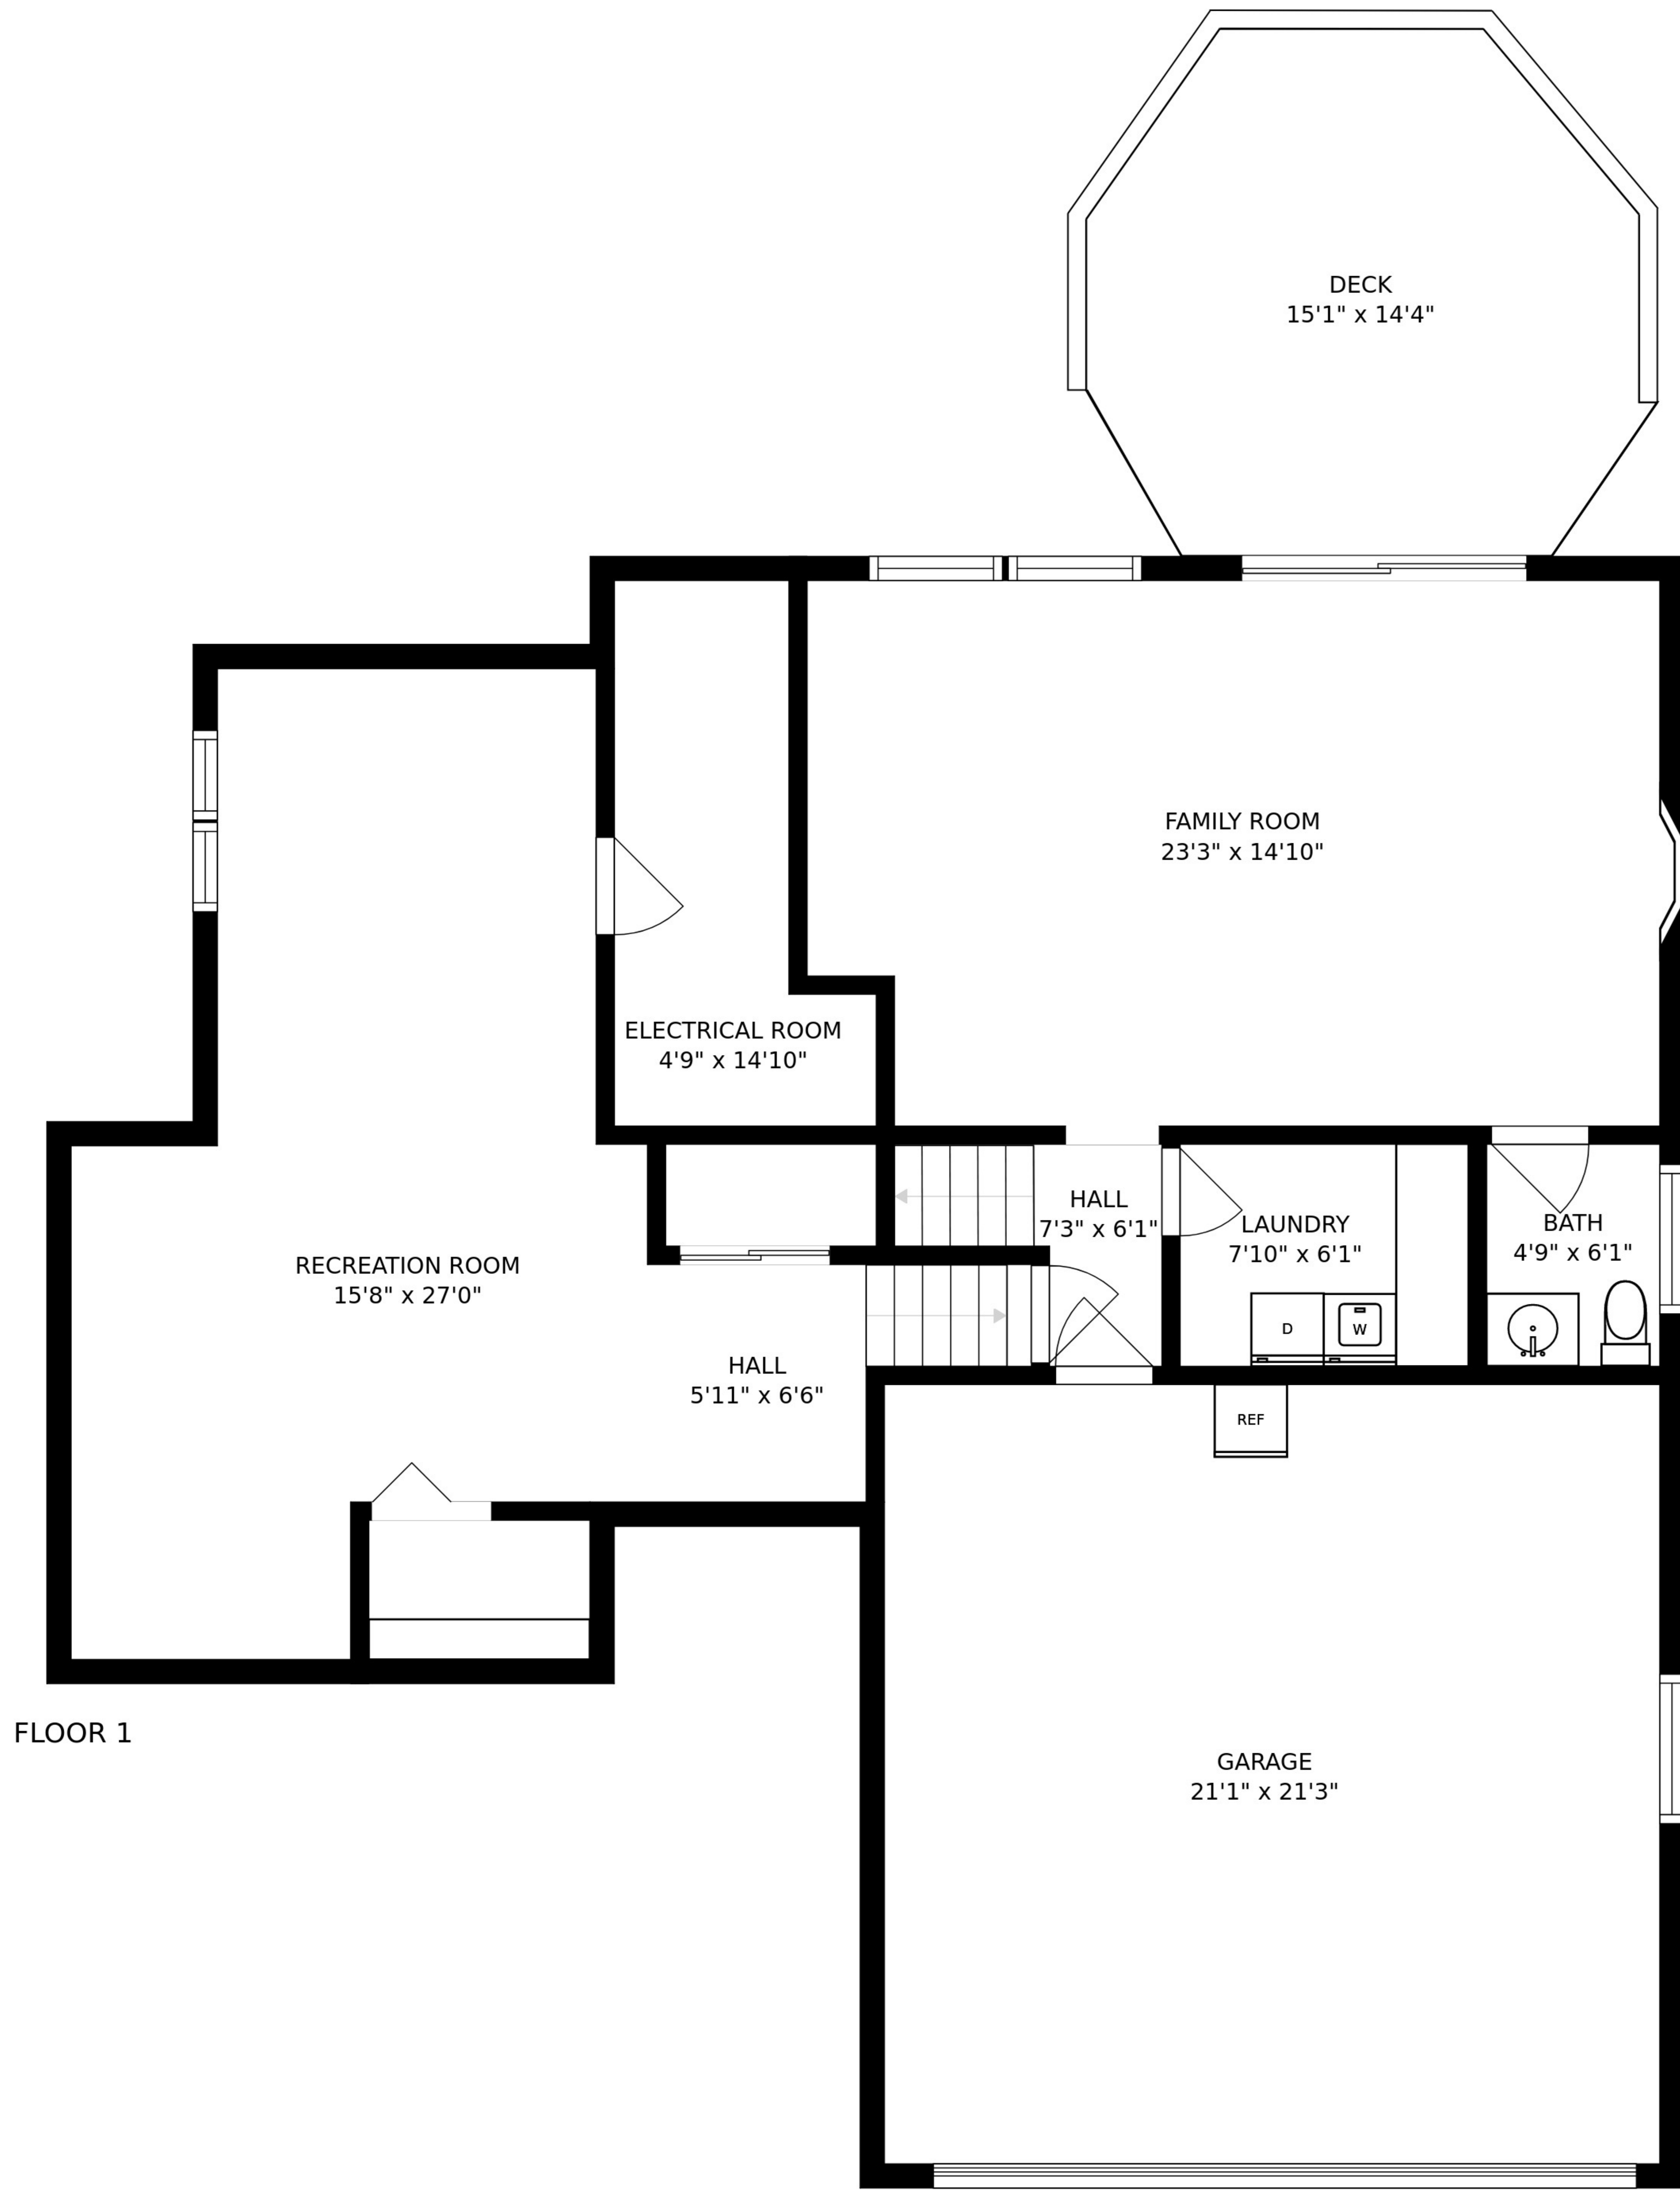 DECK
15'1" x 14'4"
FAMILY ROOM
23'3" x 14'10"
ELECTRICAL ROOM
4'9" x 14'10"
HALL
7'3" x 6'1"
LAUNDRY
7'10" x 6'1"
BATH
4'9" x 6'1"
RECREATION ROOM
15'8" x 27'0"
D
W
HALL
5'11" x 6'6"
REF
FLOOR 1
GARAGE
21'1" x 21'3"